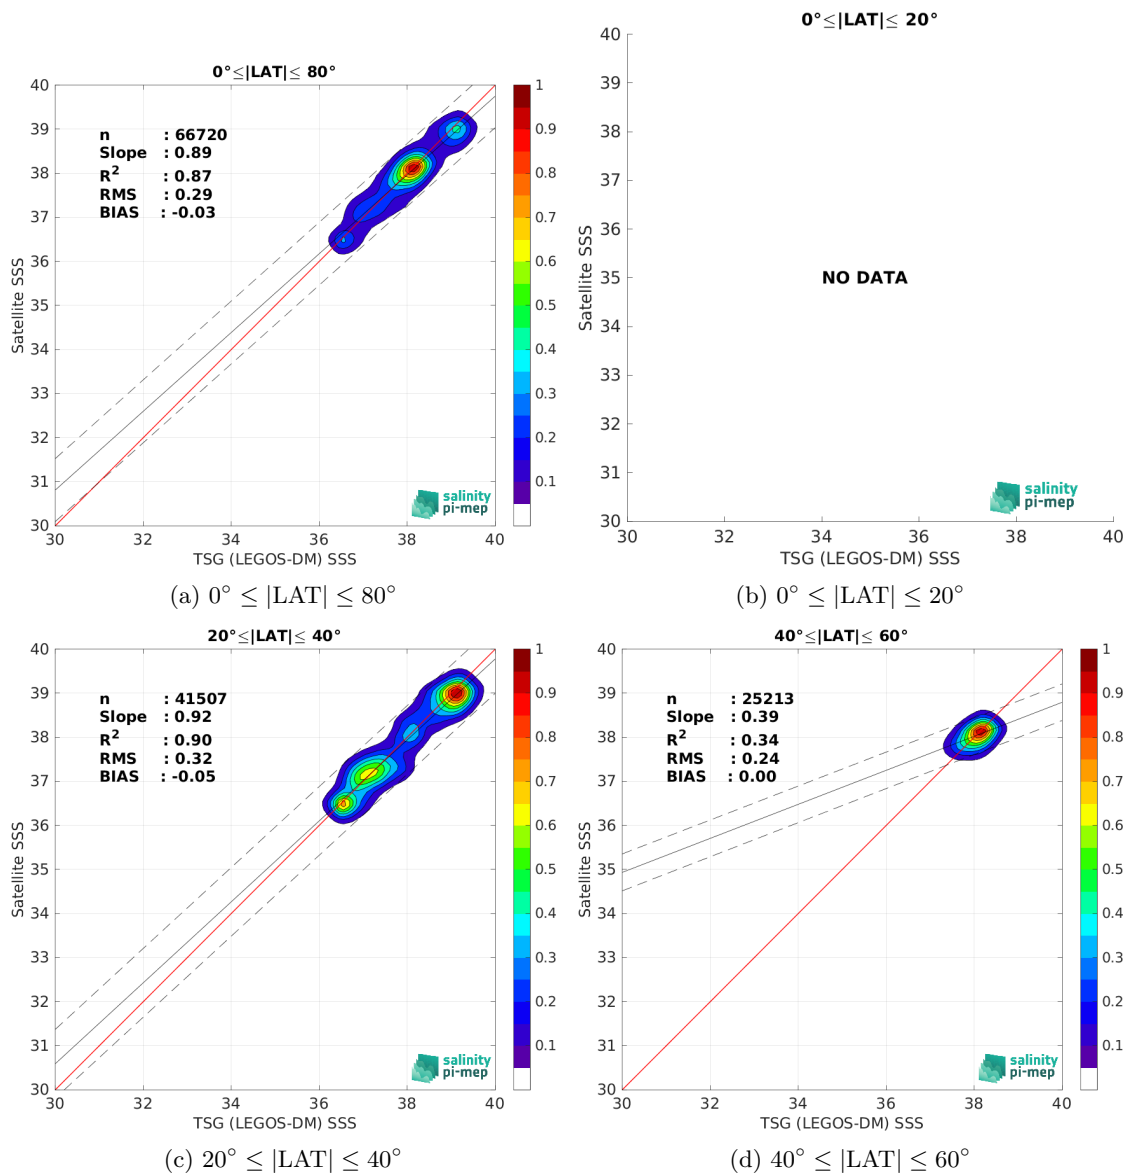 0°≤|LAT|≤ 80°
n : 66720
Slope : 0.89
R² : 0.87
RMS : 0.29
BIAS : -0.03
Satellite SSS
40
39
38
37
36
35
34
33
32
31
30
30 32 34 36 38 40
TSG (LEGOS-DM) SSS
1
0.9
0.8
0.7
0.6
0.5
0.4
0.3
0.2
0.1
salinity
pi-mep
(a) 0° ≤ |LAT| ≤ 80°
0°≤|LAT|≤ 20°
NO DATA
Satellite SSS
40
39
38
37
36
35
34
33
32
31
30
30 32 34 36 38 40
TSG (LEGOS-DM) SSS
salinity
pi-mep
(b) 0° ≤ |LAT| ≤ 20°
20°≤|LAT|≤ 40°
n : 41507
Slope : 0.92
R² : 0.90
RMS : 0.32
BIAS : -0.05
Satellite SSS
40
39
38
37
36
35
34
33
32
31
30
30 32 34 36 38 40
TSG (LEGOS-DM) SSS
1
0.9
0.8
0.7
0.6
0.5
0.4
0.3
0.2
0.1
salinity
pi-mep
(c) 20° ≤ |LAT| ≤ 40°
40°≤|LAT|≤ 60°
n : 25213
Slope : 0.39
R² : 0.34
RMS : 0.24
BIAS : 0.00
Satellite SSS
40
39
38
37
36
35
34
33
32
31
30
30 32 34 36 38 40
TSG (LEGOS-DM) SSS
1
0.9
0.8
0.7
0.6
0.5
0.4
0.3
0.2
0.1
salinity
pi-mep
(d) 40° ≤ |LAT| ≤ 60°